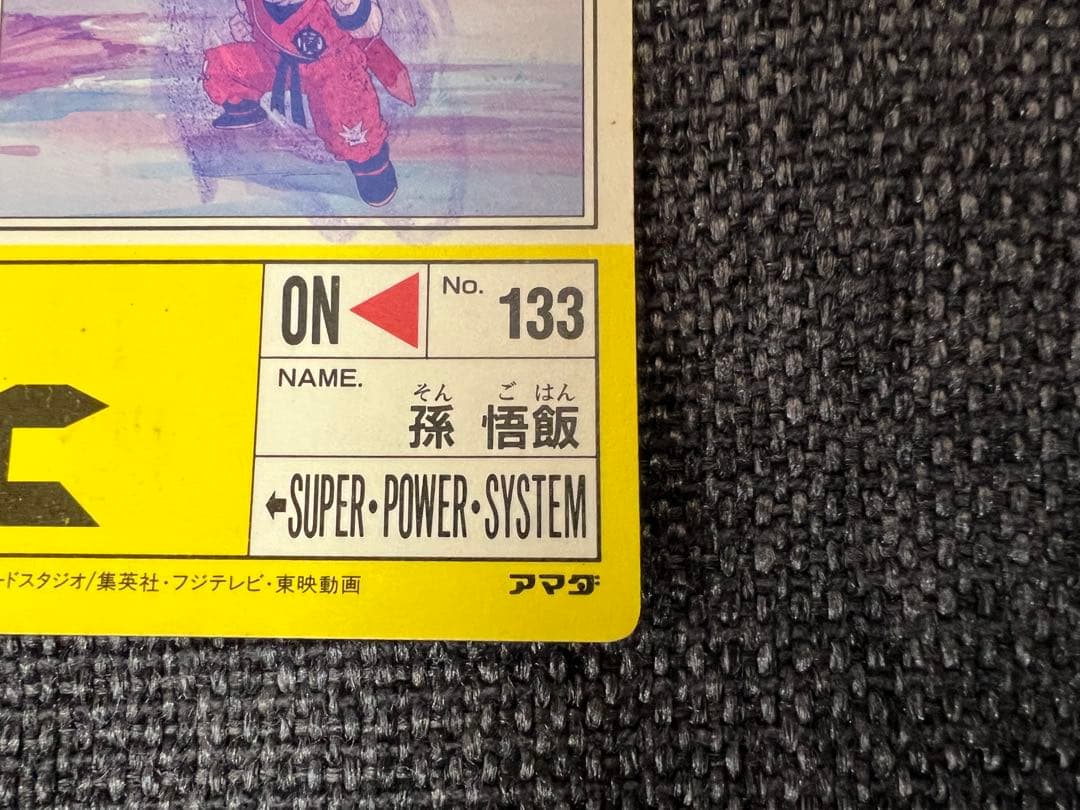 ON
No. 133
NAME.
そん ご はん
孫 悟飯
←SUPER・POWER・SYSTEM
ードスタジオ/集英社・フジテレビ・東映動画
アマダ